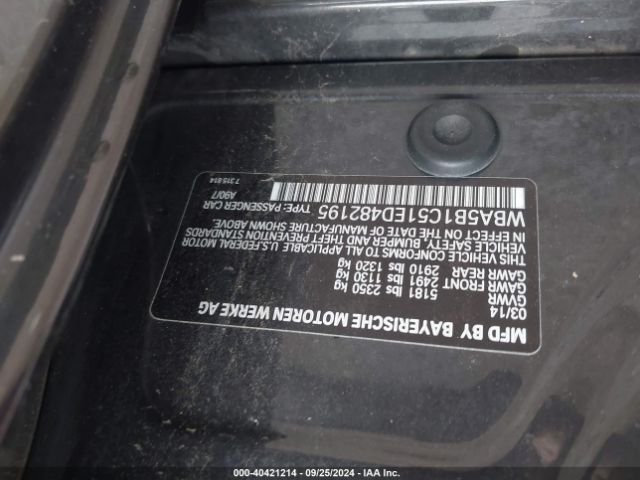 MFD BY BAYERISCHE MOTOREN WERKE AG
03/14
GVWR
5181 lbs 2350 kg
GAWR FRONT
2491 lbs 1130 kg
GAWR REAR
2910 lbs 1320 kg
THIS VEHICLE CONFORMS TO ALL APPLICABLE U.S.FEDERAL MOTOR
VEHICLE SAFETY, BUMPER AND THEFT PREVENTION STANDARDS
IN EFFECT ON THE DATE OF MANUFACTURE SHOWN ABOVE.
WBA5B1C51ED482195 TYPE: PASSENGER CAR
A90/7
7315814
000-40421214 - 09/25/2024 - IAA Inc.